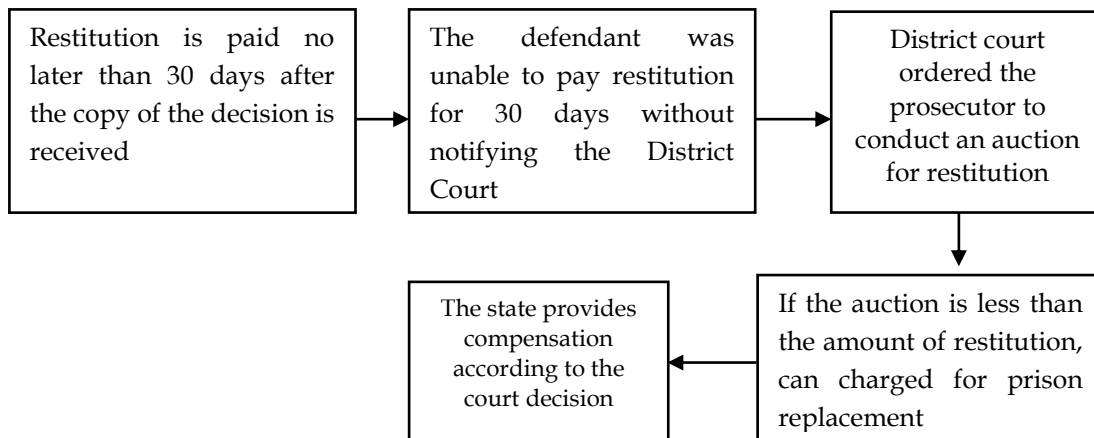 Restitution is paid no
later than 30 days after
the copy of the decision is
received
The defendant was
unable to pay restitution
for 30 days without
notifying the District
Court
District court
ordered the
prosecutor to
conduct an auction
for restitution
If the auction is less than
the amount of restitution,
can charged for prison
replacement
The state provides
compensation
according to the
court decision